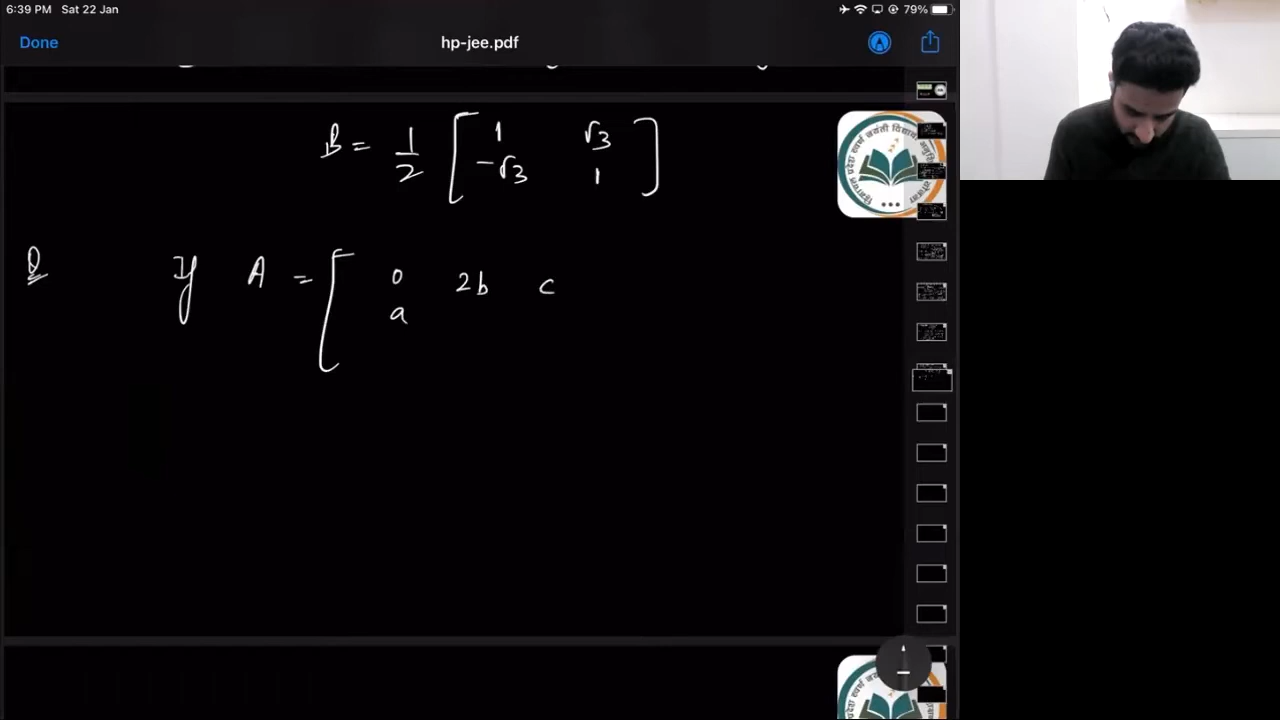 6:39 PM Sat 22 Jan
79%
Done
hp-jee.pdf
B = 1/2 [ 1 √3
-√3 1 ]
Q If A = [ 0 2b c
a